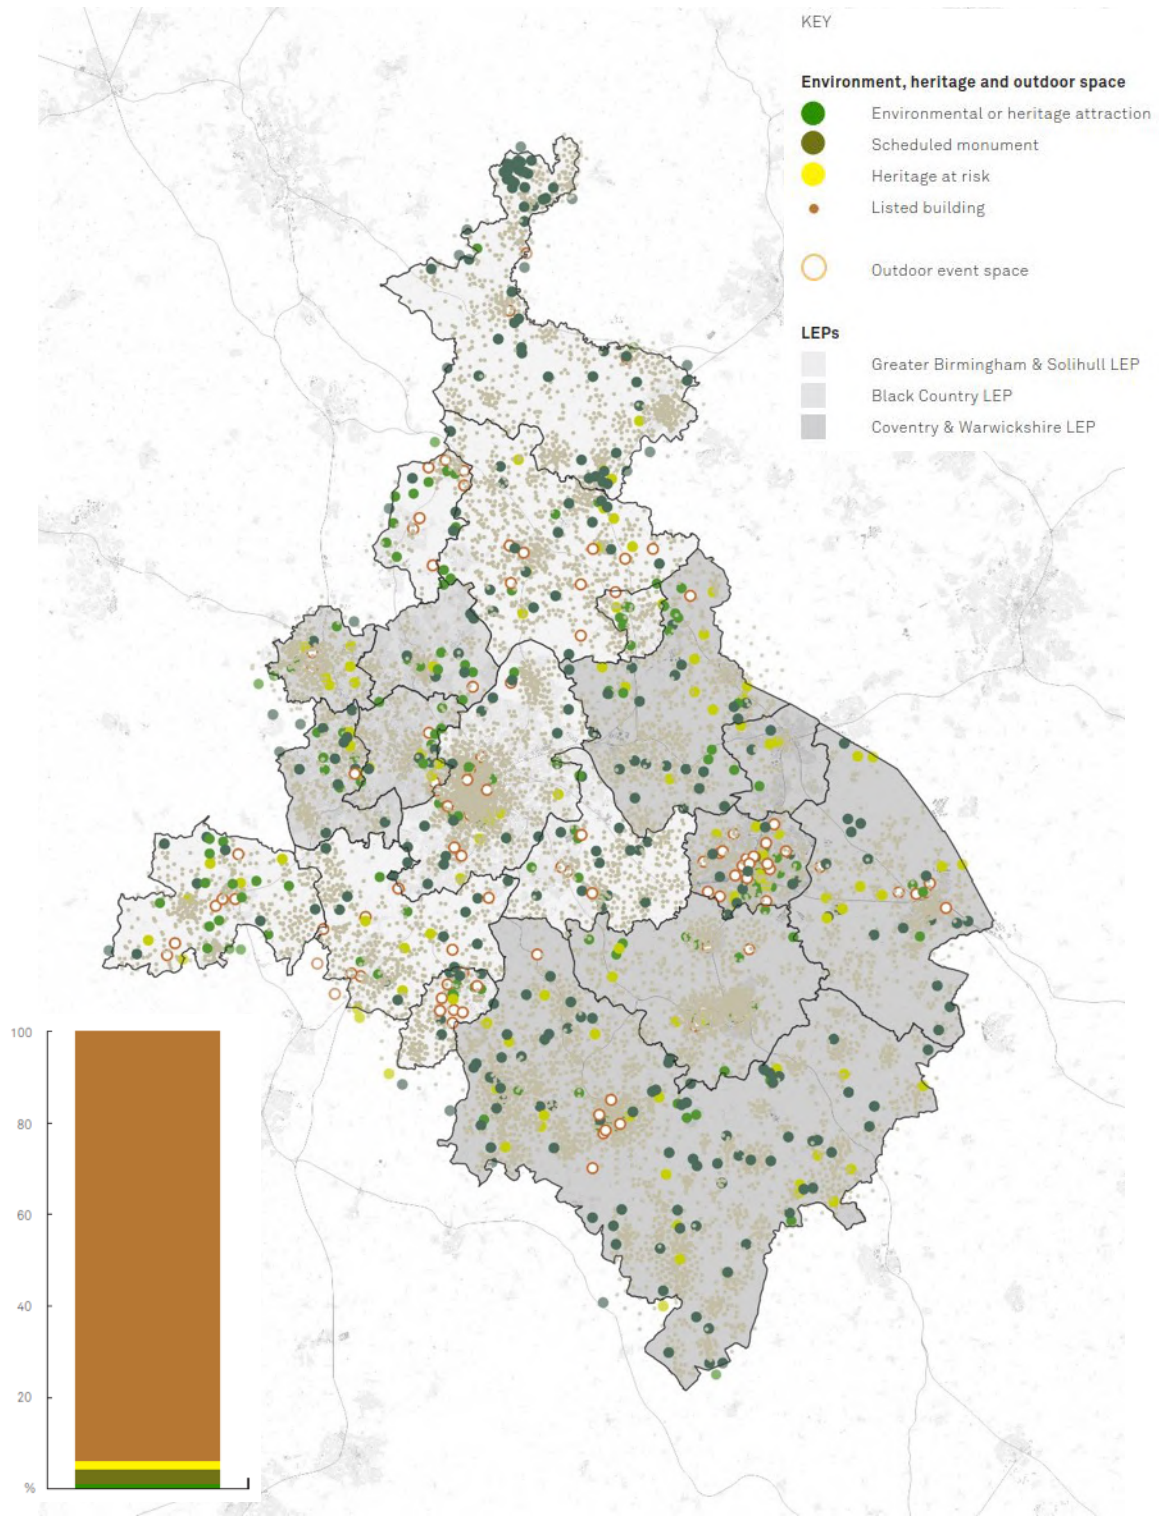 KEY
Environment, heritage and outdoor space
Environmental or heritage attraction
Scheduled monument
Heritage at risk
Listed building
Outdoor event space
LEPs
Greater Birmingham & Solihull LEP
Black Country LEP
Coventry & Warwickshire LEP
100
80
60
40
20
%